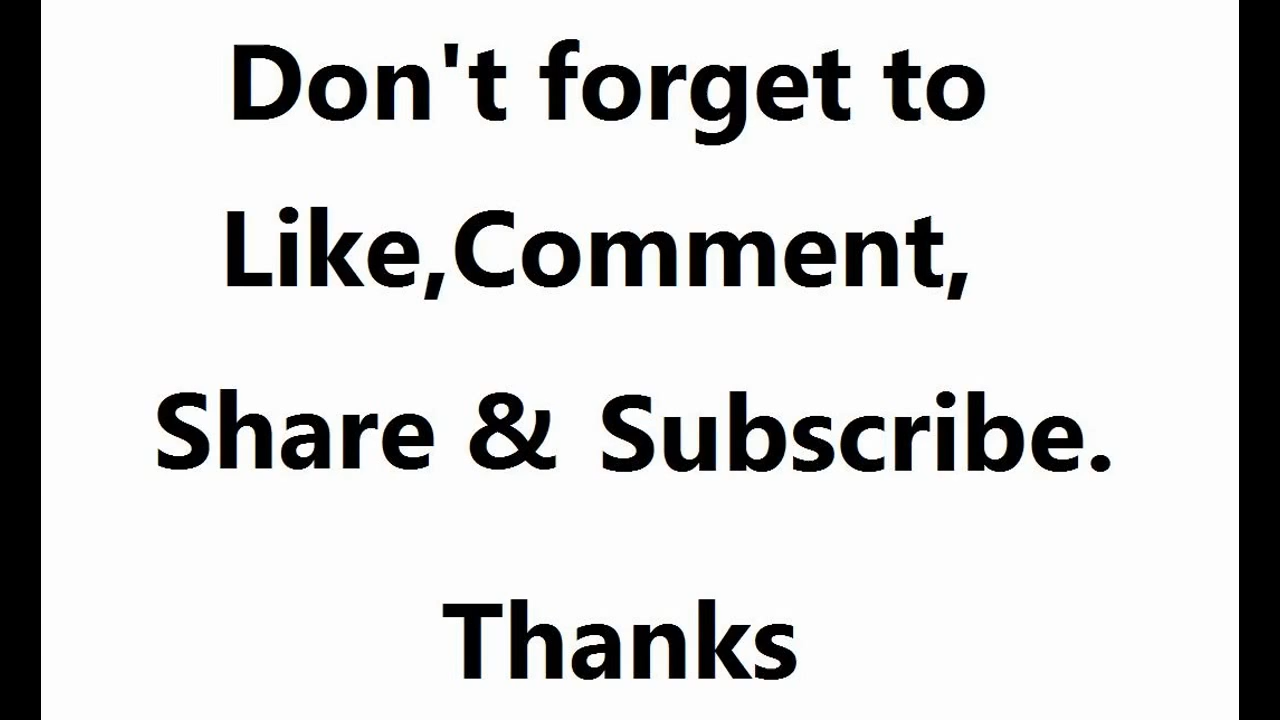 Don't forget to
Like,Comment,
Share & Subscribe.
Thanks